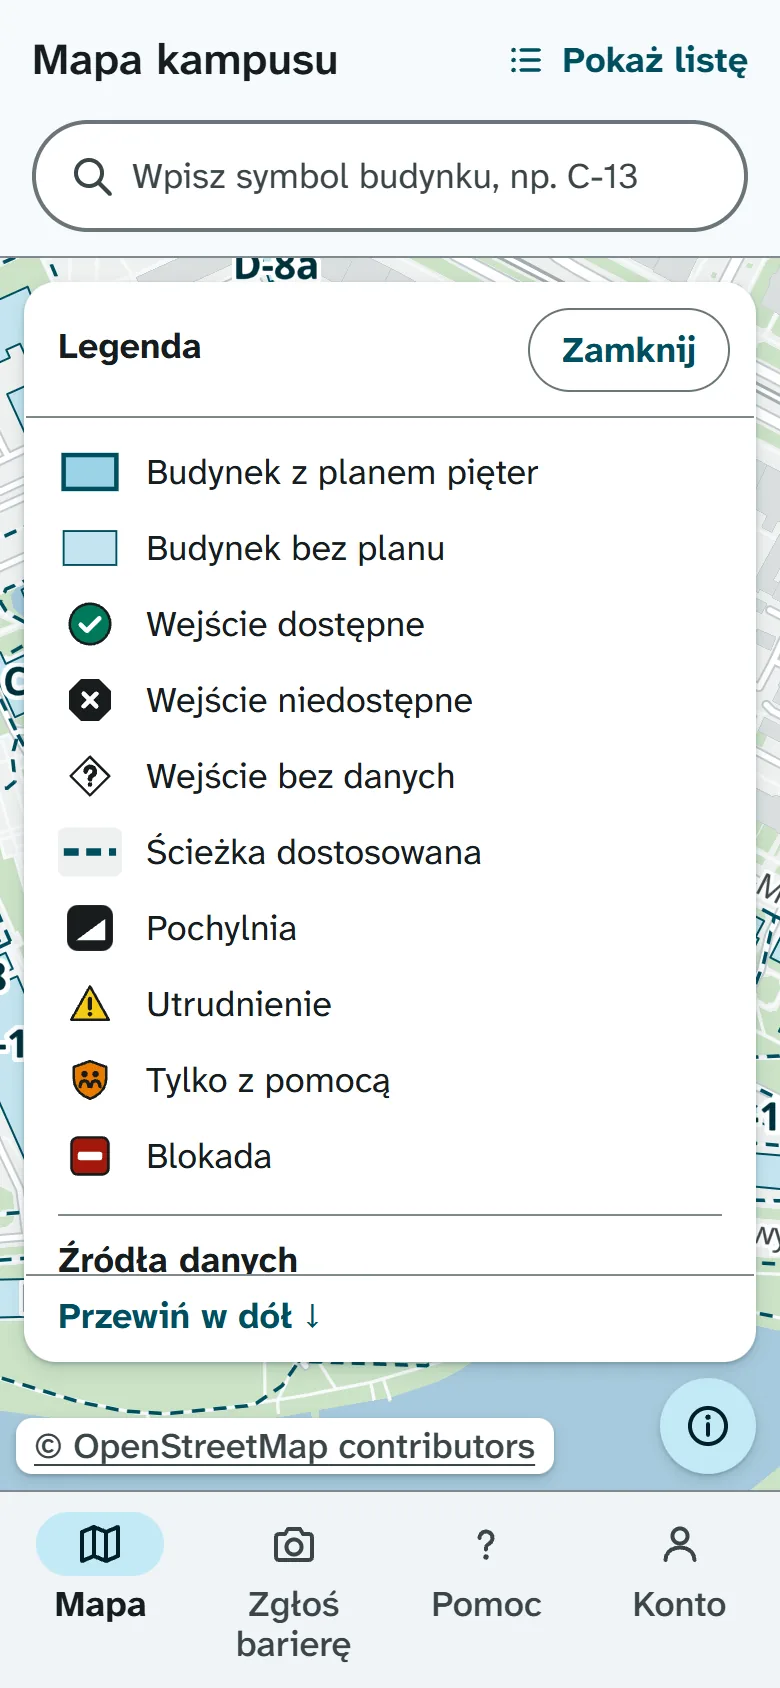 Mapa kampusu
Pokaż listę
Wpisz symbol budynku, np. C-13
D-8a
Legenda
Zamknij
Budynek z planem pięter
Budynek bez planu
Wejście dostępne
Wejście niedostępne
Wejście bez danych
Ścieżka dostosowana
Pochylnia
Utrudnienie
Tylko z pomocą
Blokada
Źródła danych
Przewiń w dół ↓
© OpenStreetMap contributors
Mapa
Zgłoś
barierę
Pomoc
Konto